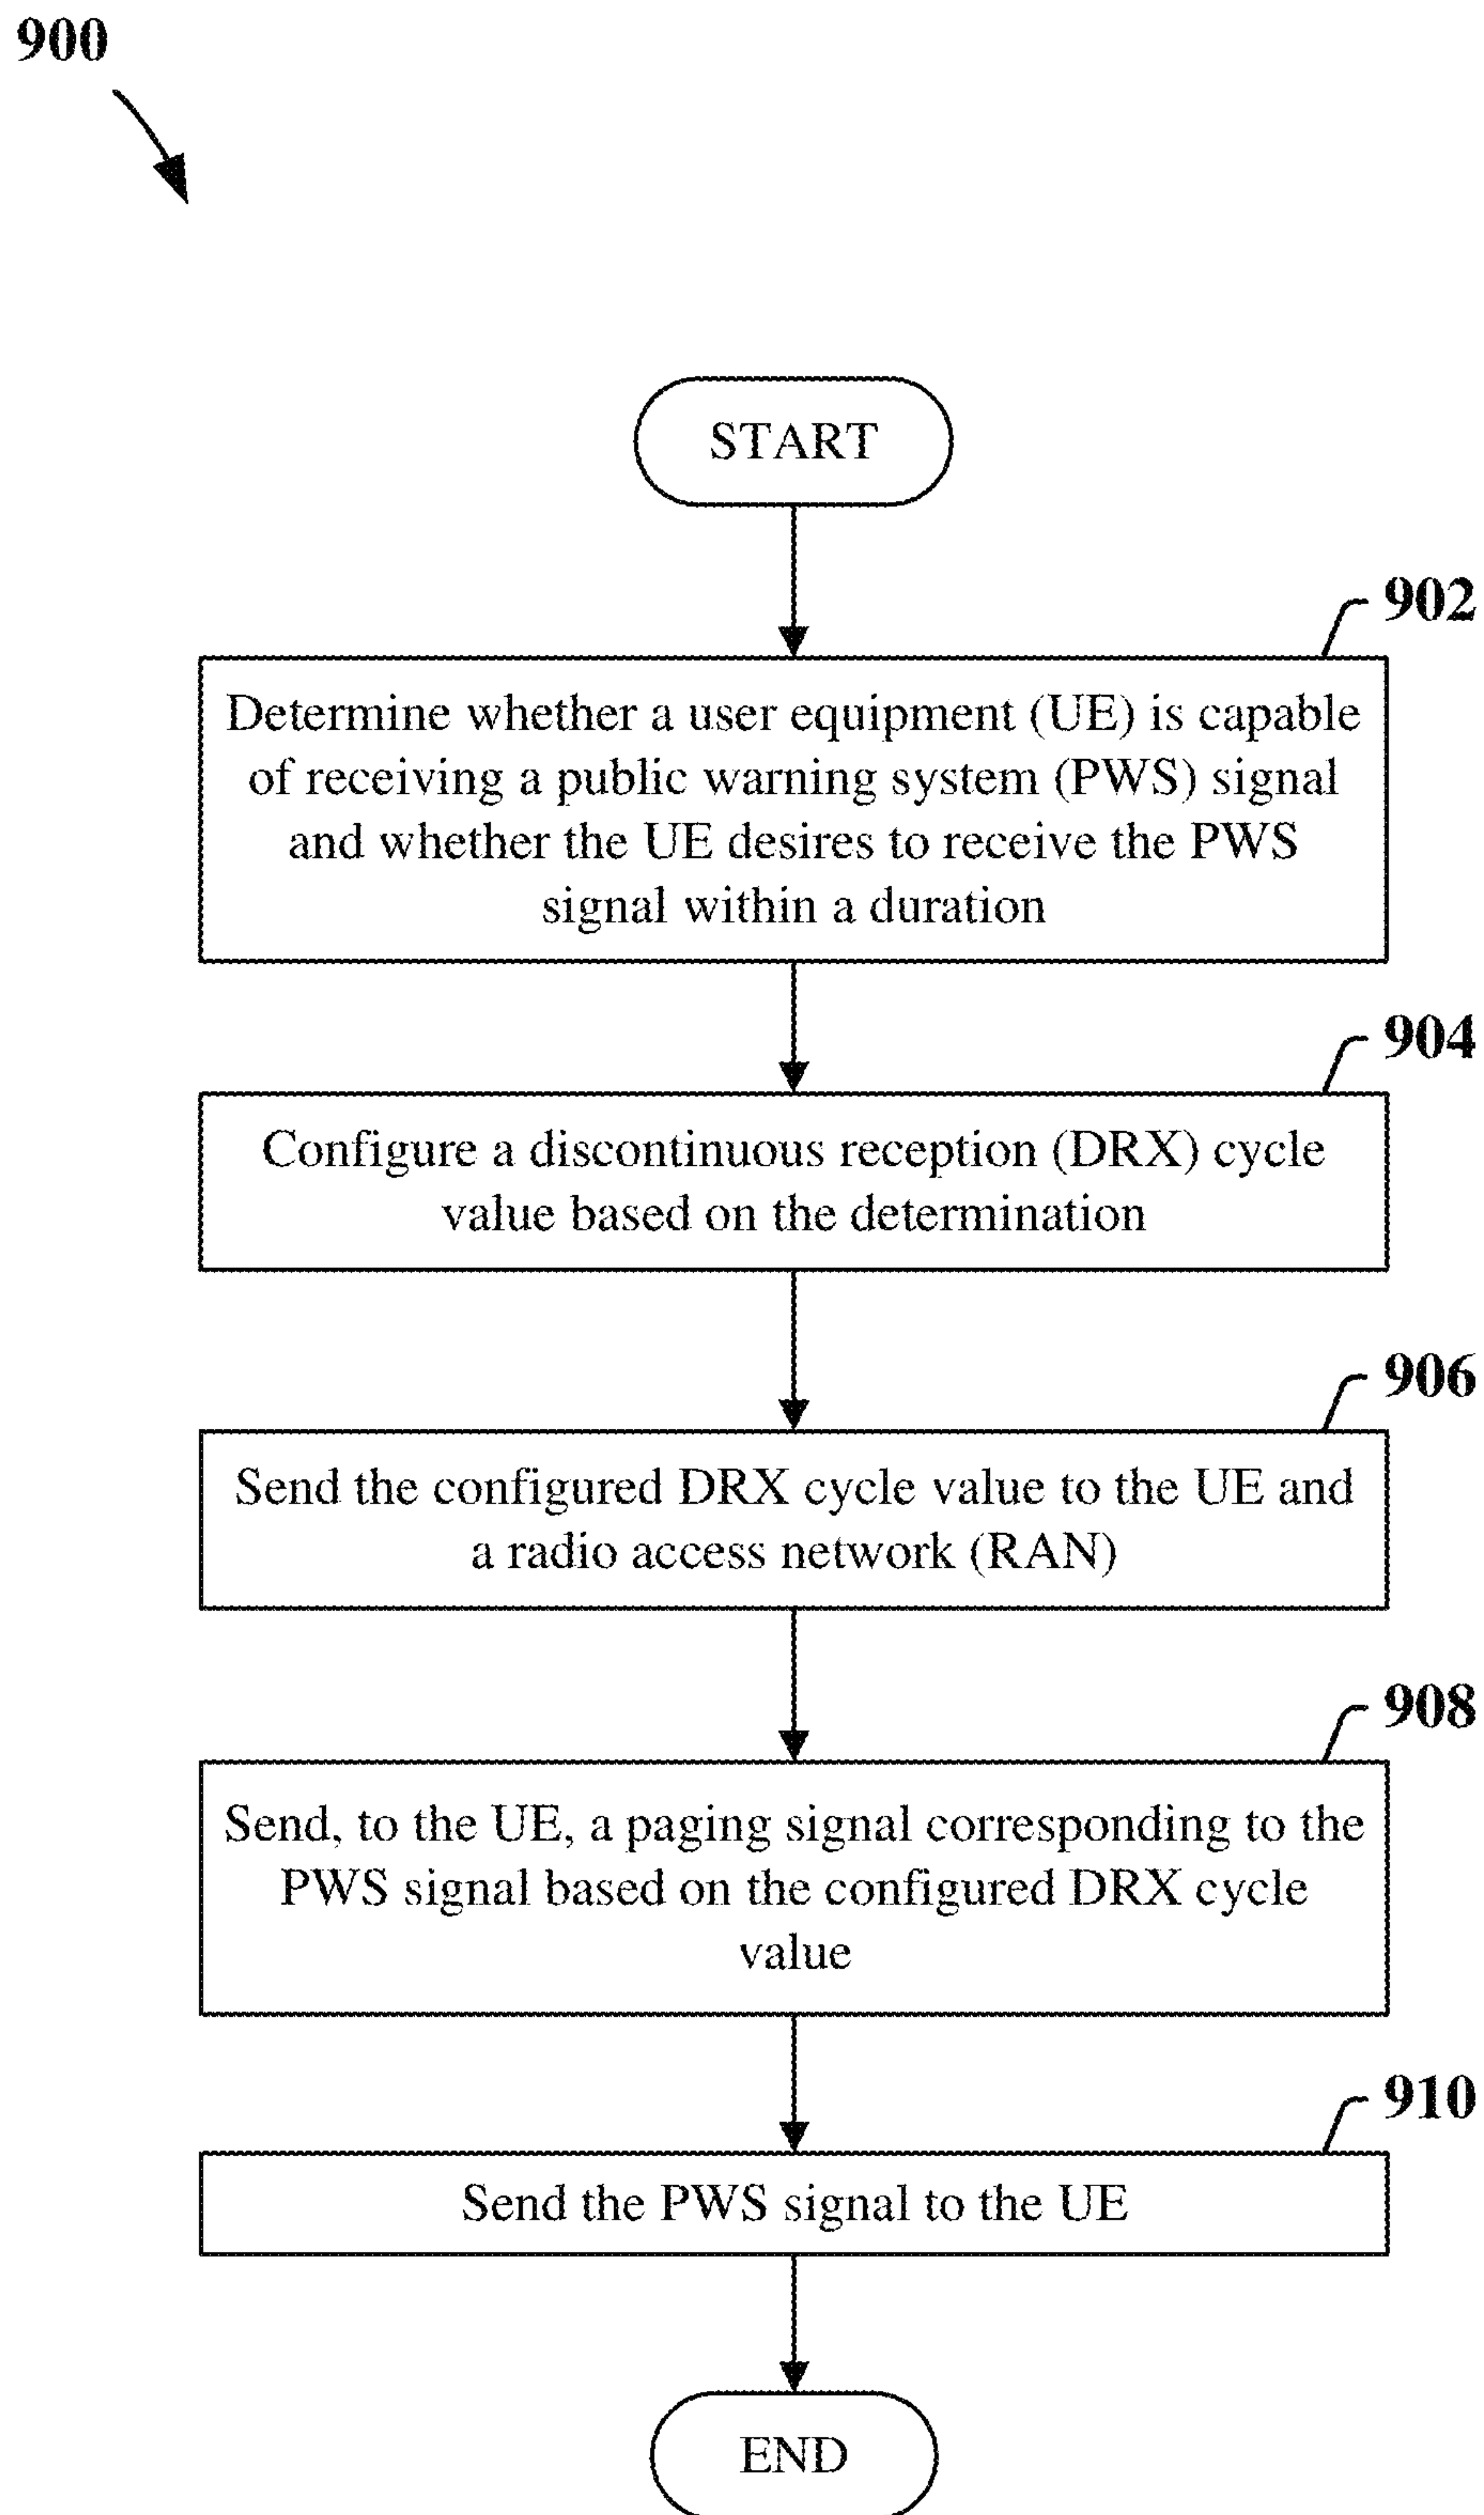 900
START
902
Determine whether a user equipment (UE) is capable
of receiving a public warning system (PWS) signal
and whether the UE desires to receive the PWS
signal within a duration
904
Configure a discontinuous reception (DRX) cycle
value based on the determination
906
Send the configured DRX cycle value to the UE and
a radio access network (RAN)
908
Send, to the UE, a paging signal corresponding to the
PWS signal based on the configured DRX cycle
value
910
Send the PWS signal to the UE
END